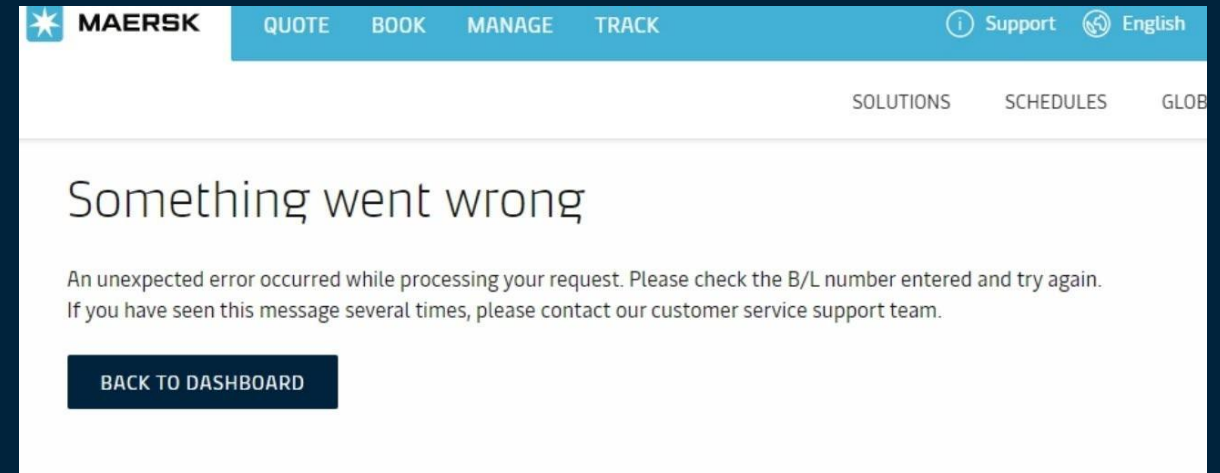 MAERSK QUOTE BOOK MANAGE TRACK Support English
SOLUTIONS SCHEDULES GLOB
Something went wrong
An unexpected error occurred while processing your request. Please check the B/L number entered and try again.
If you have seen this message several times, please contact our customer service support team.
BACK TO DASHBOARD